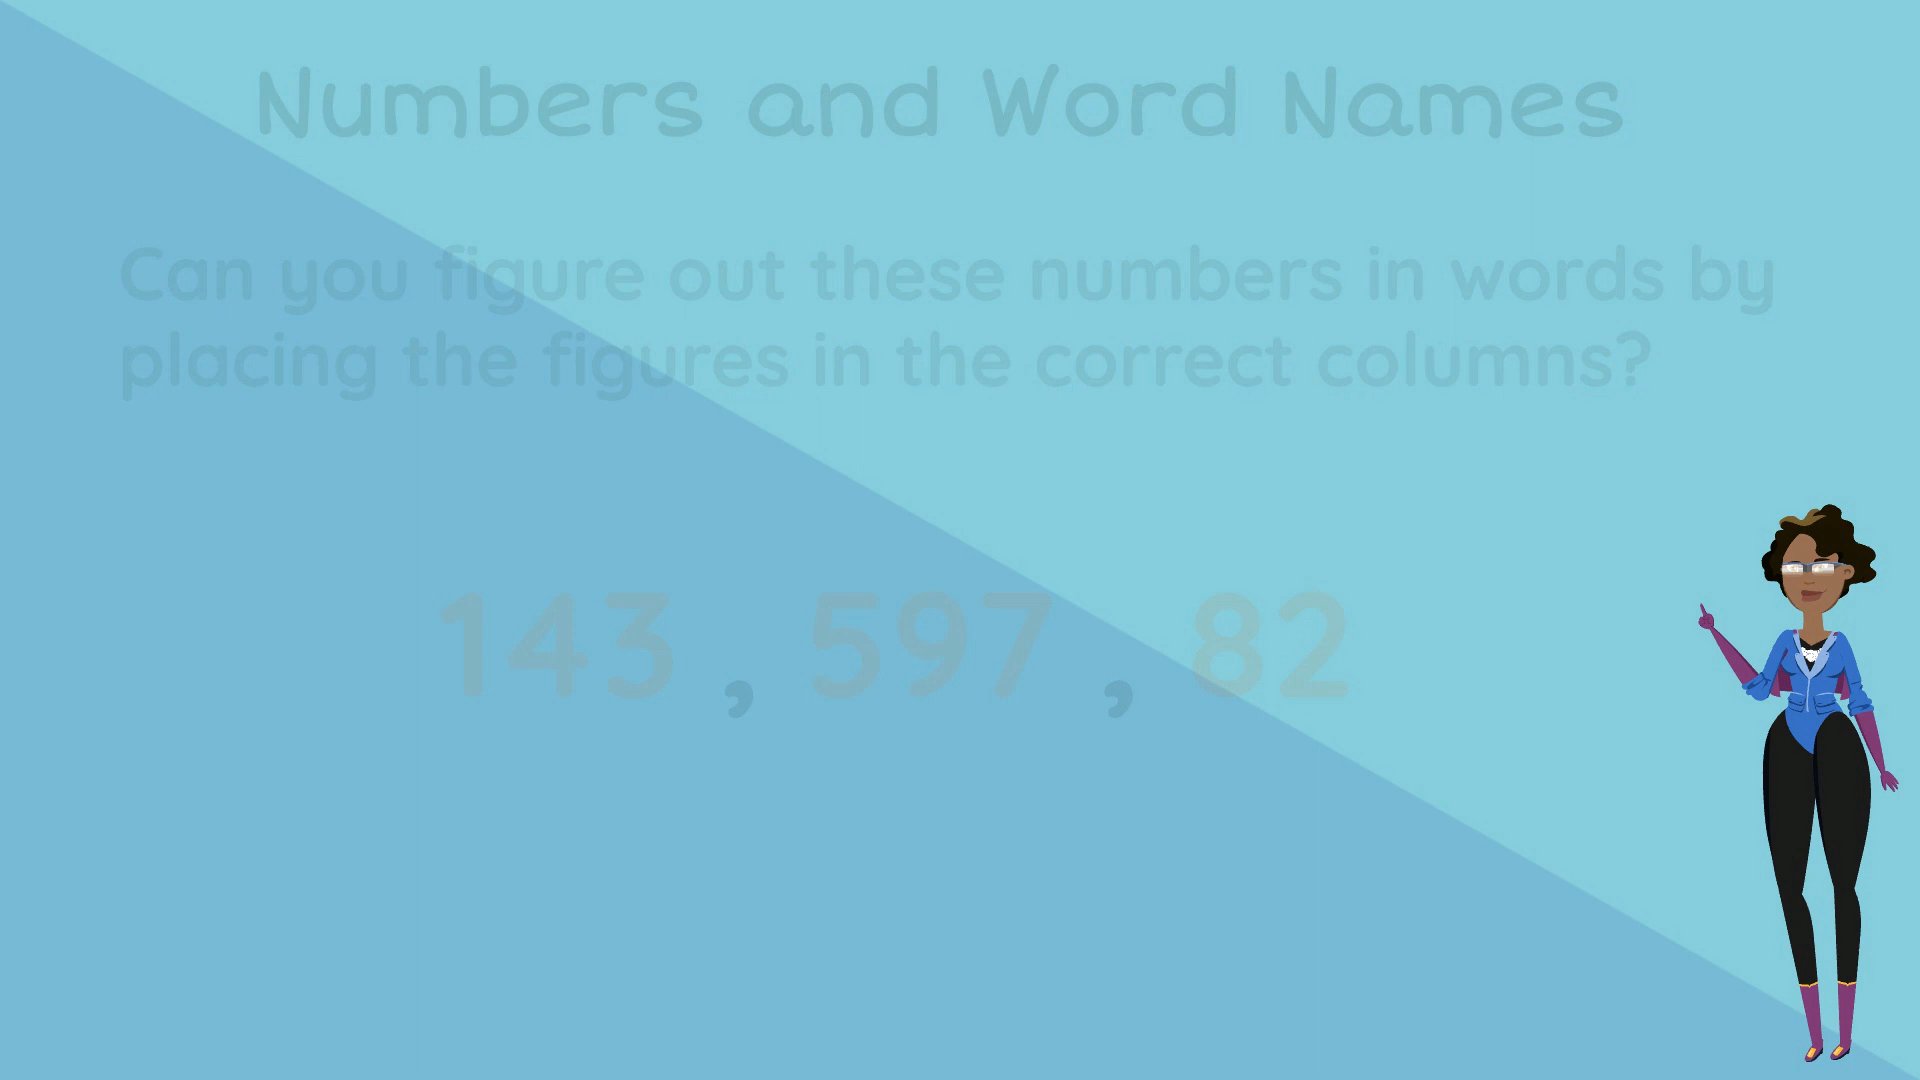 Numbers and Word Names
Can you figure out these numbers in words by
placing the figures in the correct columns?
143 , 597 , 82